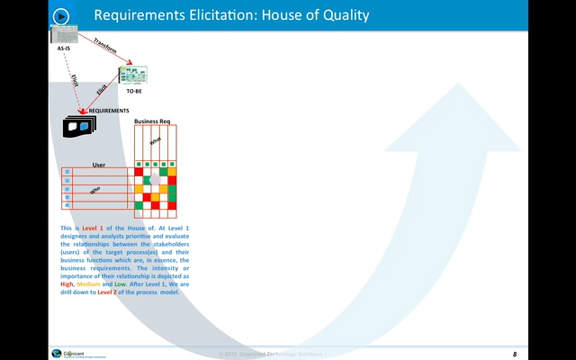 Requirements Elicitation: House of Quality
Transform
AS-IS
Elicit
Elicit
TO-BE
REQUIREMENTS
Business Req
What
User
Who
This is Level 1 of the House of. At Level 1
designers and analysts prioritise and evaluate
the relationships between the stakeholders
(users) of the target process(es) and their
business functions which are, in essence, the
business requirements. The intensity or
importance of their relationship is depicted as
High, Medium and Low. After Level 1, We are
drill down to Level 2 of the process model.
Cognizant
Cognizant Technology Solutions
8